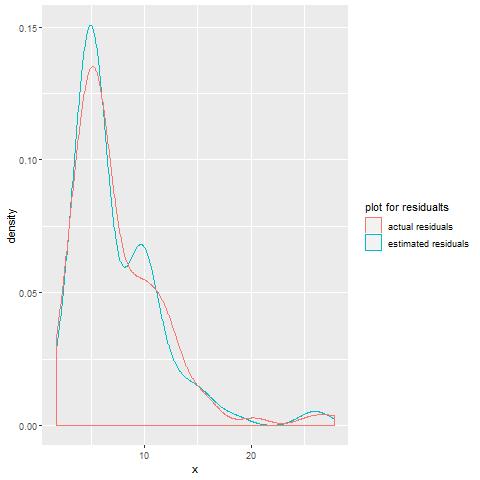 0.15
0.10
0.05
0.00
density
10
20
x
plot for residualts
actual residuals
estimated residuals